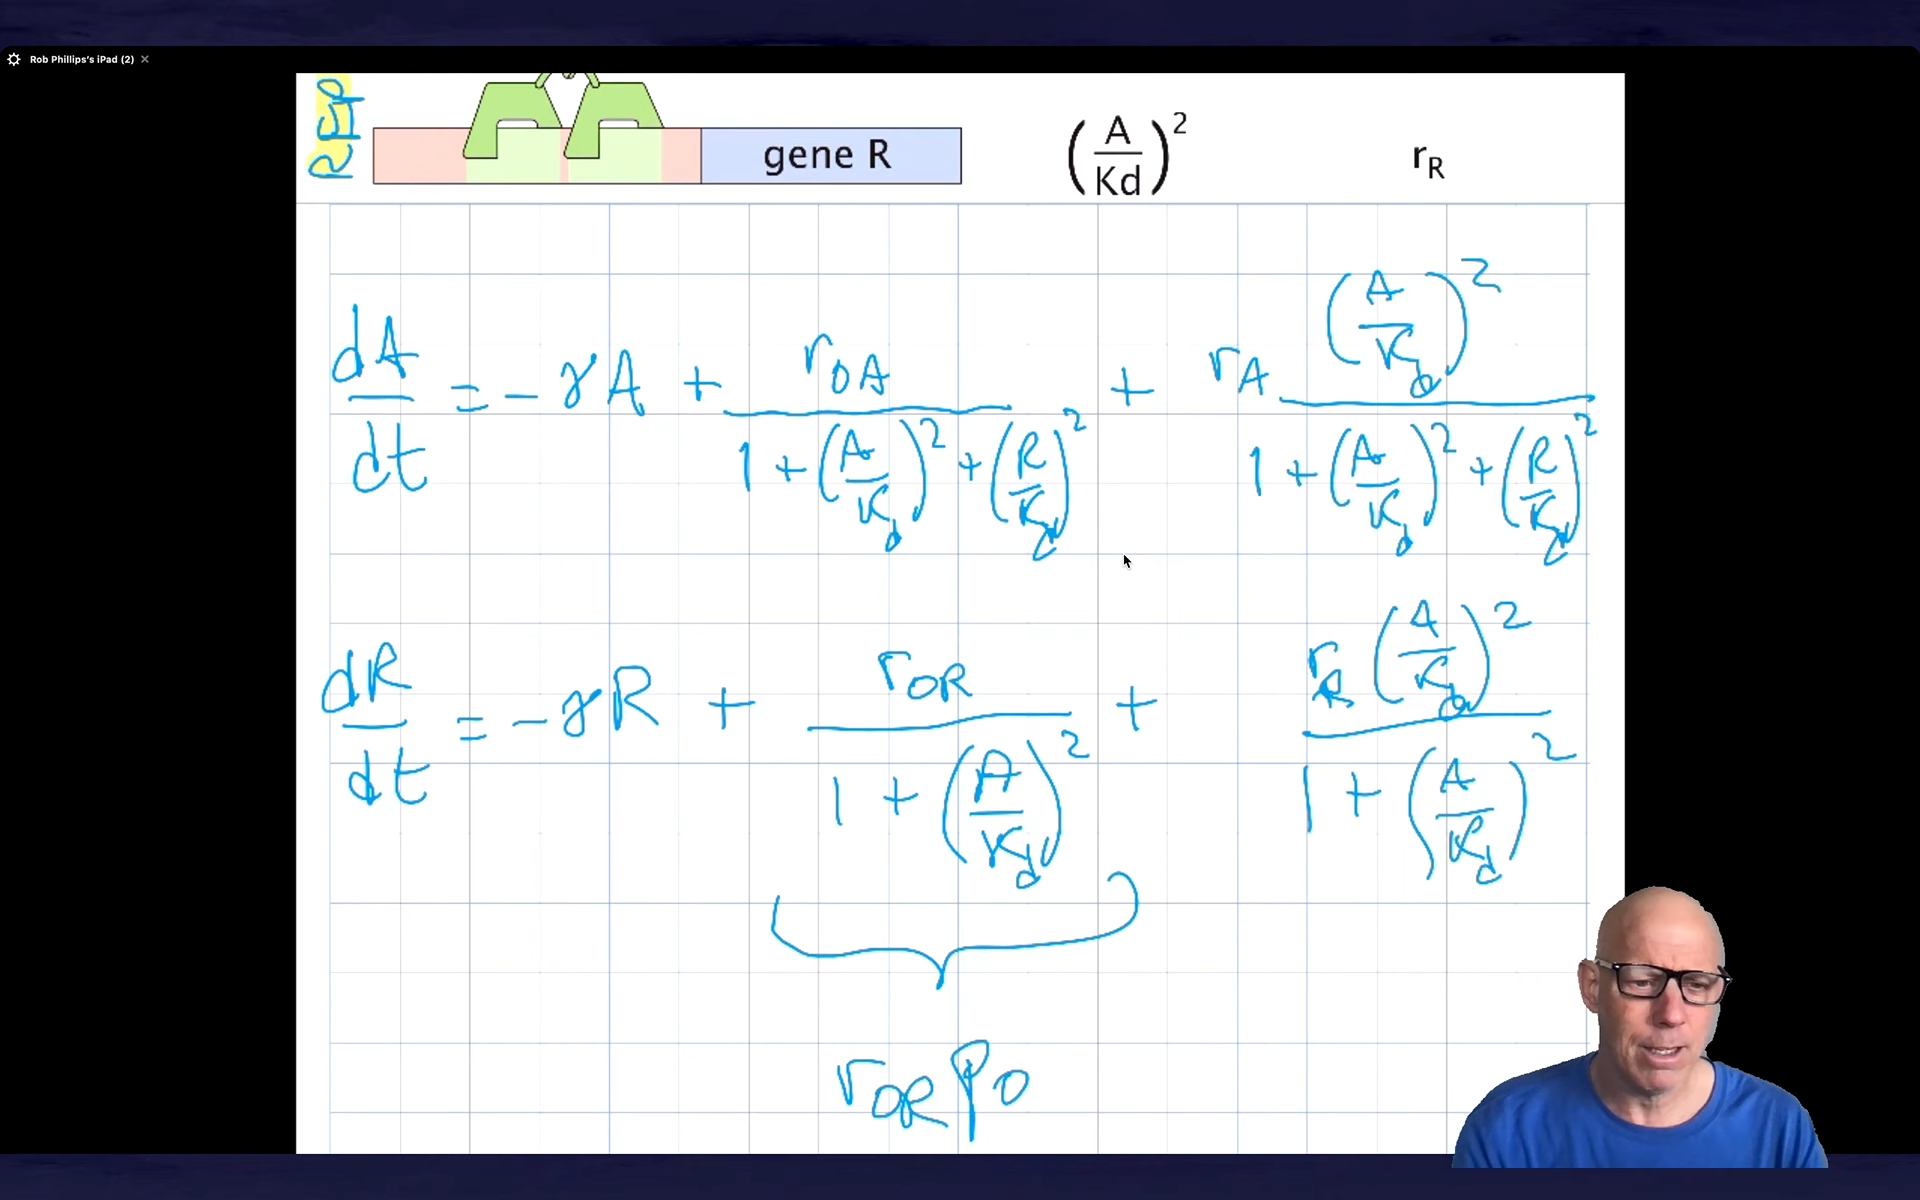 Rob Phillips's iPad (2) ×
gene R (A/Kd)² r_R
dA/dt = -γA + r_0A / (1 + (A/K_d)² + (R/K_d)²) + r_A (A/K_d)² / (1 + (A/K_d)² + (R/K_d)²)
dR/dt = -γR + r_0R / (1 + (A/K_d)²) + r_R (A/K_d)² / (1 + (A/K_d)²)
r_0R p_0